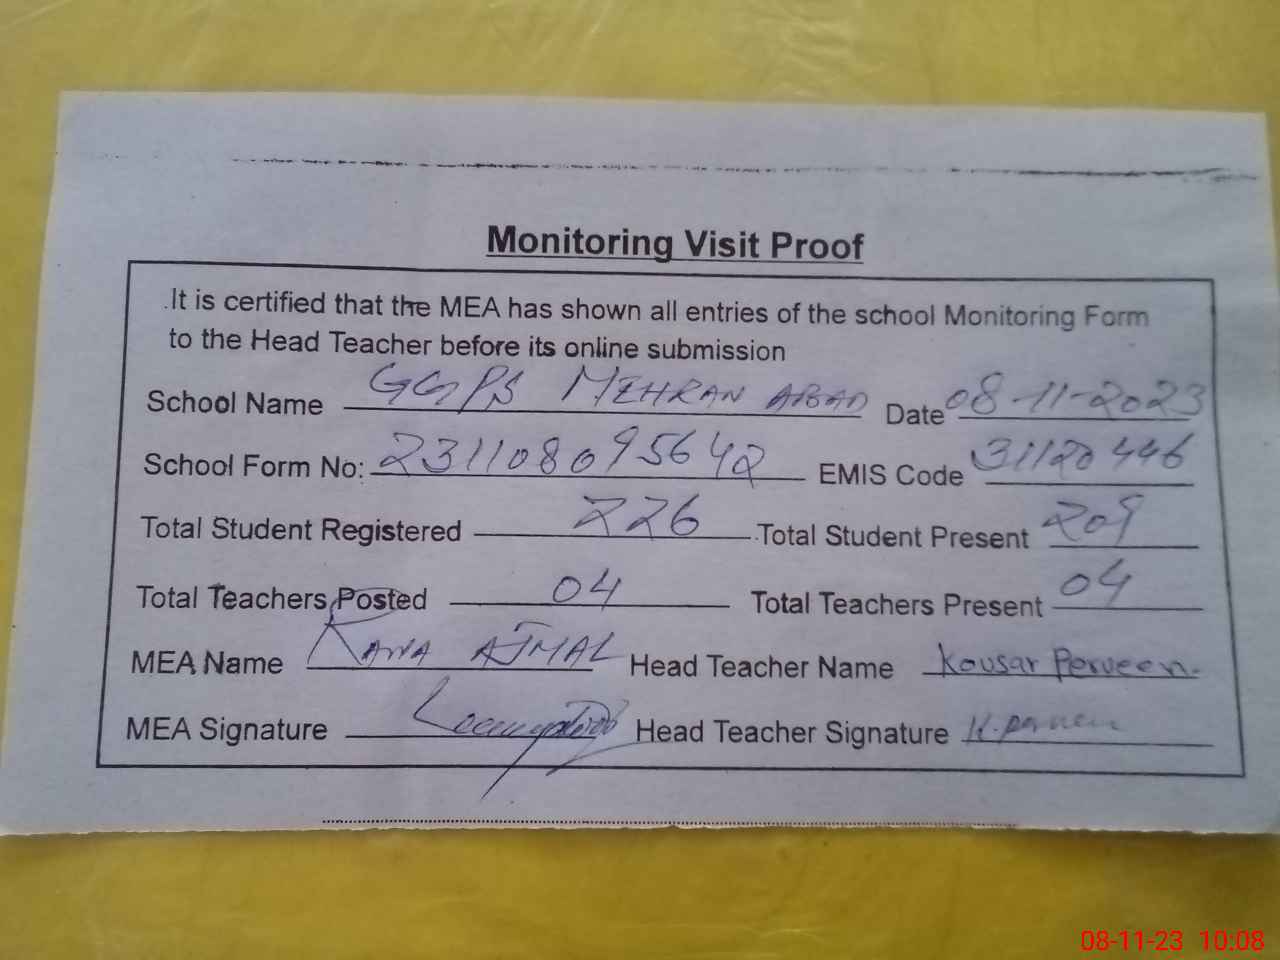 Monitoring Visit Proof
It is certified that the MEA has shown all entries of the school Monitoring Form
to the Head Teacher before its online submission
School Name GGPS MEHRAN ABAD Date 08-11-2023
School Form No: 231108095642 EMIS Code 31120446
Total Student Registered 226 Total Student Present 209
Total Teachers Posted 04 Total Teachers Present 04
MEA Name RANA AJMAL Head Teacher Name Kousar Perveen.
MEA Signature Head Teacher Signature K.parveen
08-11-23 10:08